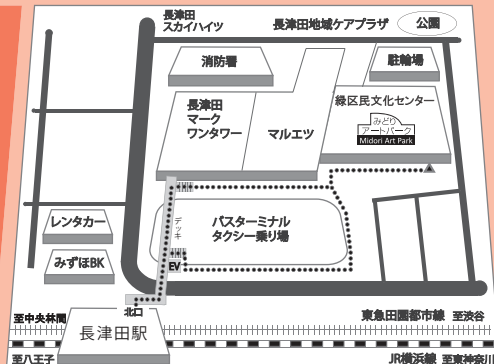 長津田
スカイハイツ
長津田地域ケアプラザ
公園
消防署
駐輪場
長津田
マーク
ワンタワー
マルエツ
緑区民文化センター
みどり
アートパーク
Midori Art Park
レンタカー
みずほBK
デッキ
バスターミナル
タクシー乗り場
EV
北口
至中央林間
長津田駅
東急田園都市線 至渋谷
至八王子
JR横浜線 至東神奈川